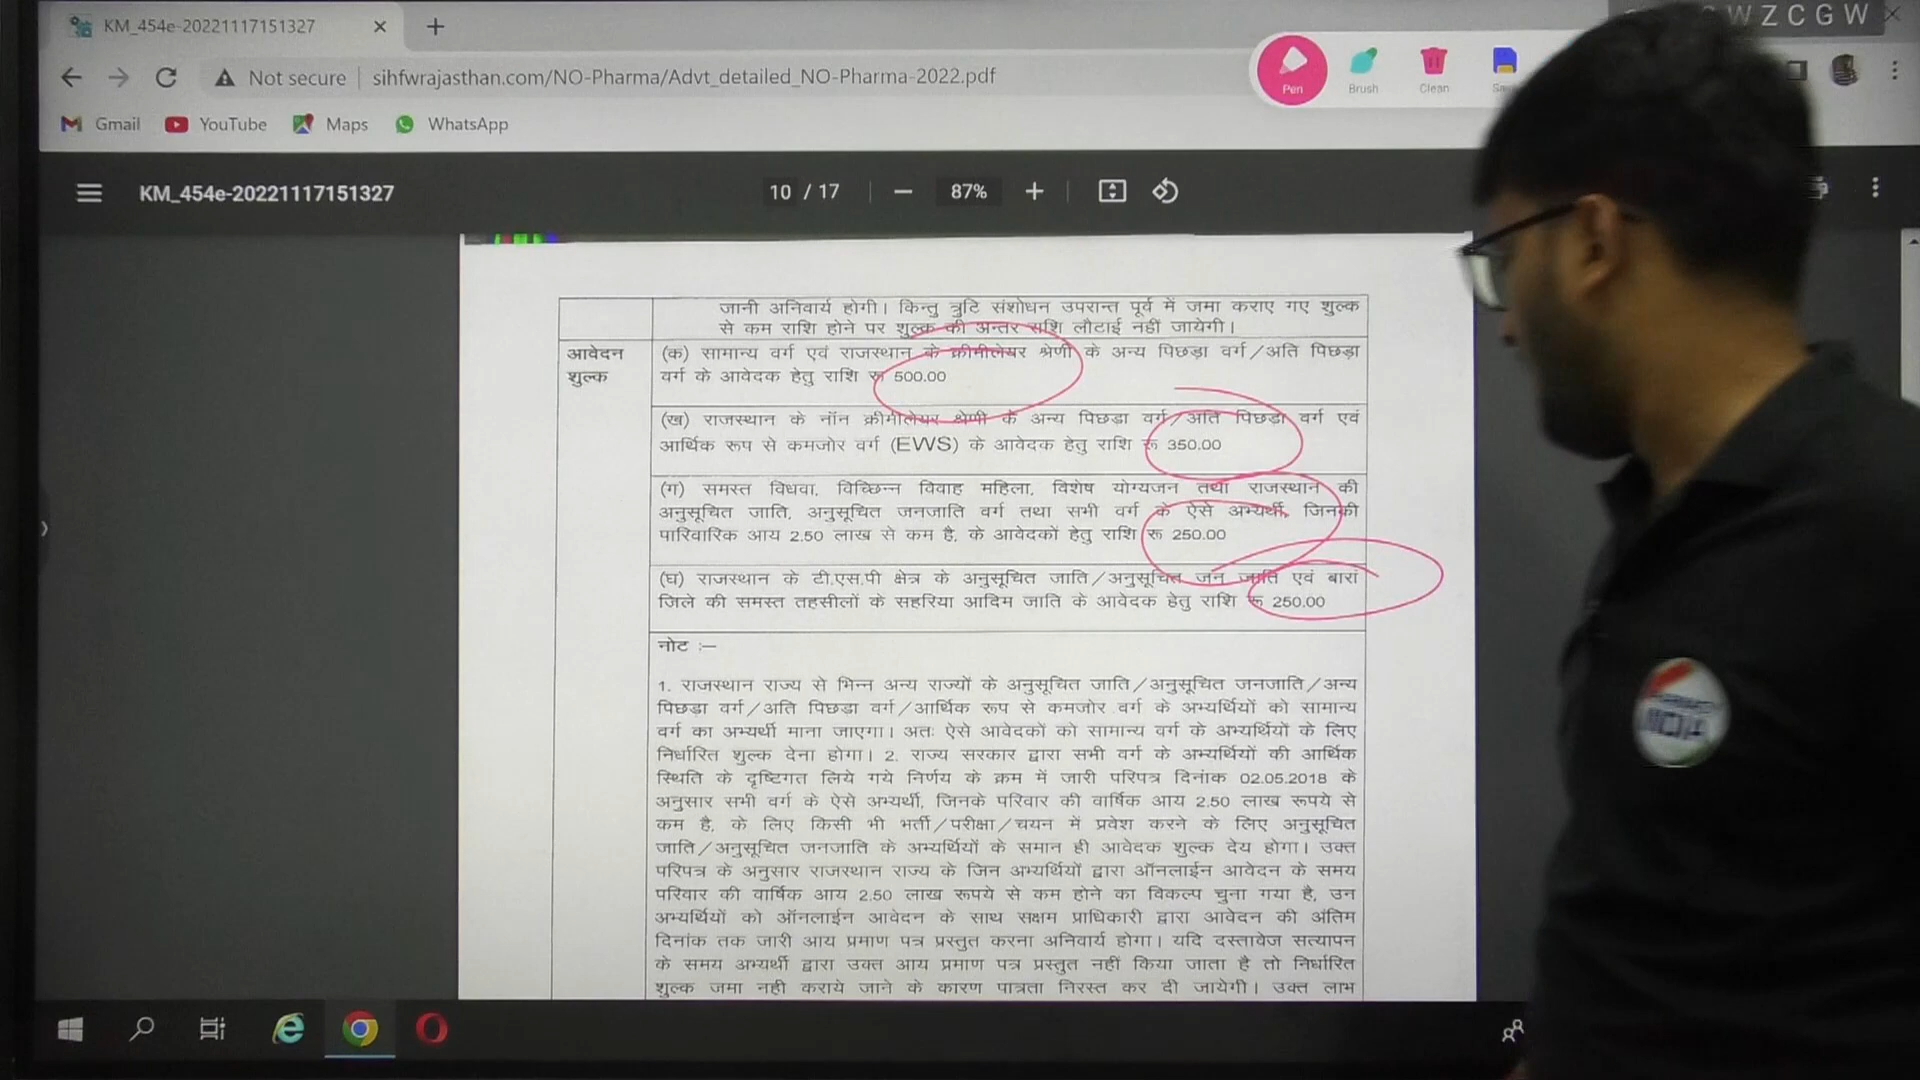 KM_454e-20221117151327
W Z C G W
Not secure
sihfwrajasthan.com/NO-Pharma/Advt_detailed_NO-Pharma-2022.pdf
Pen
Brush
Clean
Gmail
YouTube
Maps
WhatsApp
KM_454e-20221117151327
10 / 17
87%
जानी अनिवार्य होगी। किन्तु त्रुटि संशोधन उपरान्त पूर्व में जमा कराए गए शुल्क
से कम राशि होने पर शुल्क की अन्तर राशि लौटाई नहीं जायेगी।
आवेदन
शुल्क
(क) सामान्य वर्ग एवं राजस्थान के क्रीमीलेयर श्रेणी के अन्य पिछड़ा वर्ग/अति पिछड़ा
वर्ग के आवेदक हेतु राशि रू 500.00
(ख) राजस्थान के नॉन क्रीमीलेयर श्रेणी के अन्य पिछड़ा वर्ग/अति पिछड़ा वर्ग एवं
आर्थिक रूप से कमजोर वर्ग (EWS) के आवेदक हेतु राशि रू 350.00
(ग) समस्त विधवा, विच्छिन्न विवाह महिला, विशेष योग्यजन तथा राजस्थान की
अनुसूचित जाति, अनुसूचित जनजाति वर्ग तथा सभी वर्ग के ऐसे अभ्यर्थी, जिनकी
पारिवारिक आय 2.50 लाख से कम है, के आवेदकों हेतु राशि रू 250.00
(घ) राजस्थान के टी.एस.पी क्षेत्र के अनुसूचित जाति/अनुसूचित जन जाति एवं बारां
जिले की समस्त तहसीलों के सहरिया आदिम जाति के आवेदक हेतु राशि रू 250.00
नोट :–
1. राजस्थान राज्य से भिन्न अन्य राज्यों के अनुसूचित जाति/अनुसूचित जनजाति/अन्य
पिछड़ा वर्ग/अति पिछड़ा वर्ग/आर्थिक रूप से कमजोर वर्ग के अभ्यर्थियों को सामान्य
वर्ग का अभ्यर्थी माना जाएगा। अतः ऐसे आवेदकों को सामान्य वर्ग के अभ्यर्थियों के लिए
निर्धारित शुल्क देना होगा। 2. राज्य सरकार द्वारा सभी वर्ग के अभ्यर्थियों की आर्थिक
स्थिति के दृष्टिगत लिये गये निर्णय के क्रम में जारी परिपत्र दिनांक 02.05.2018 के
अनुसार सभी वर्ग के ऐसे अभ्यर्थी, जिनके परिवार की वार्षिक आय 2.50 लाख रूपये से
कम है, के लिए किसी भी भर्ती/परीक्षा/चयन में प्रवेश करने के लिए अनुसूचित
जाति/अनुसूचित जनजाति के अभ्यर्थियों के समान ही आवेदक शुल्क देय होगा। उक्त
परिपत्र के अनुसार राजस्थान राज्य के जिन अभ्यर्थियों द्वारा ऑनलाईन आवेदन के समय
परिवार की वार्षिक आय 2.50 लाख रूपये से कम होने का विकल्प चुना गया है, उन
अभ्यर्थियों को ऑनलाईन आवेदन के साथ सक्षम प्राधिकारी द्वारा आवेदन की अंतिम
दिनांक तक जारी आय प्रमाण पत्र प्रस्तुत करना अनिवार्य होगा। यदि दस्तावेज सत्यापन
के समय अभ्यर्थी द्वारा उक्त आय प्रमाण पत्र प्रस्तुत नहीं किया जाता है तो निर्धारित
शुल्क जमा नही कराये जाने के कारण पात्रता निरस्त कर दी जायेगी। उक्त लाभ